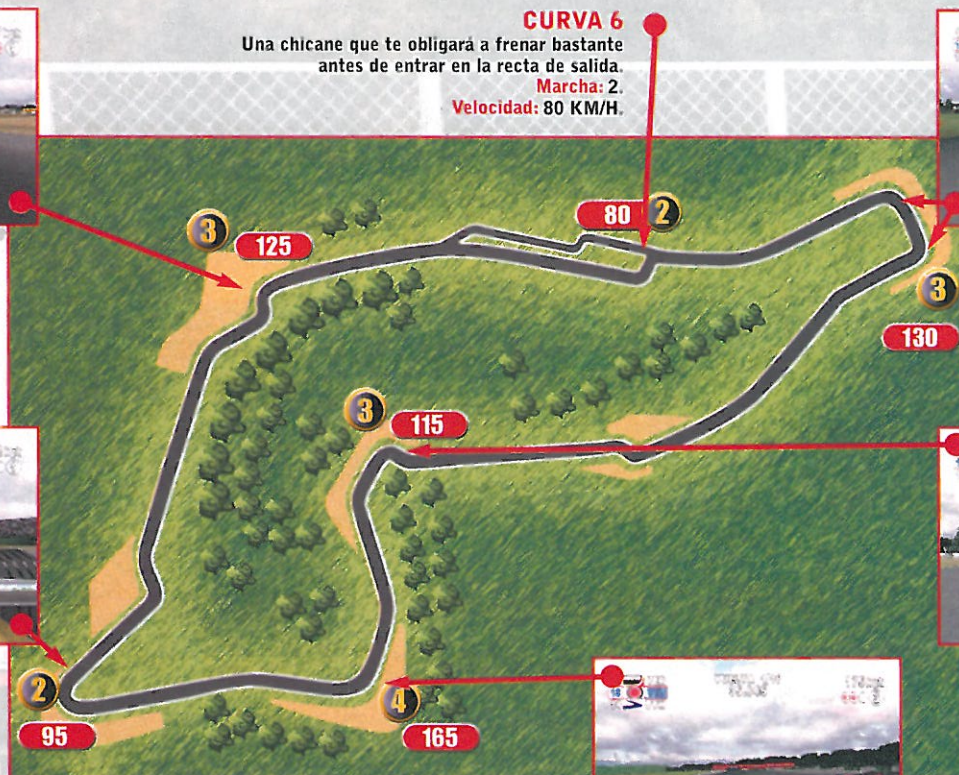 CURVA 6
Una chicane que te obligará a frenar bastante
antes de entrar en la recta de salida.
Marcha: 2.
Velocidad: 80 KM/H.
80 2
3 125
3
130
3 115
2
95
4
165